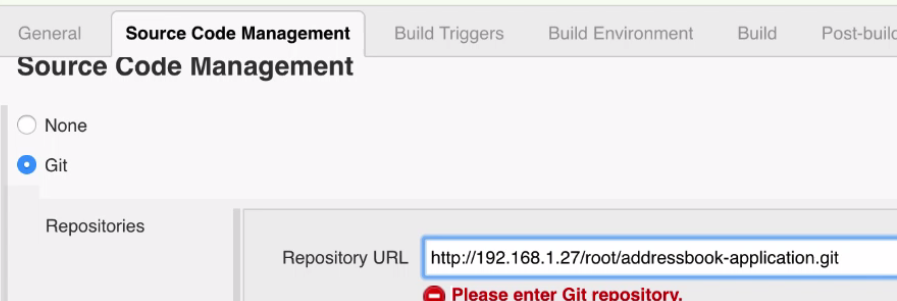 General Source Code Management Build Triggers Build Environment Build Post-build
Source Code Management
None
Git
Repositories
Repository URL http://192.168.1.27/root/addressbook-application.git
Please enter Git repository.